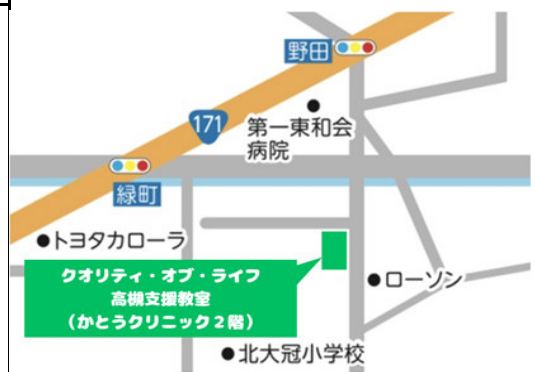 野田
171
第一東和会
病院
緑町
トヨタカローラ
クオリティ・オブ・ライフ
高槻支援教室
（かとうクリニック２階）
ローソン
北大冠小学校